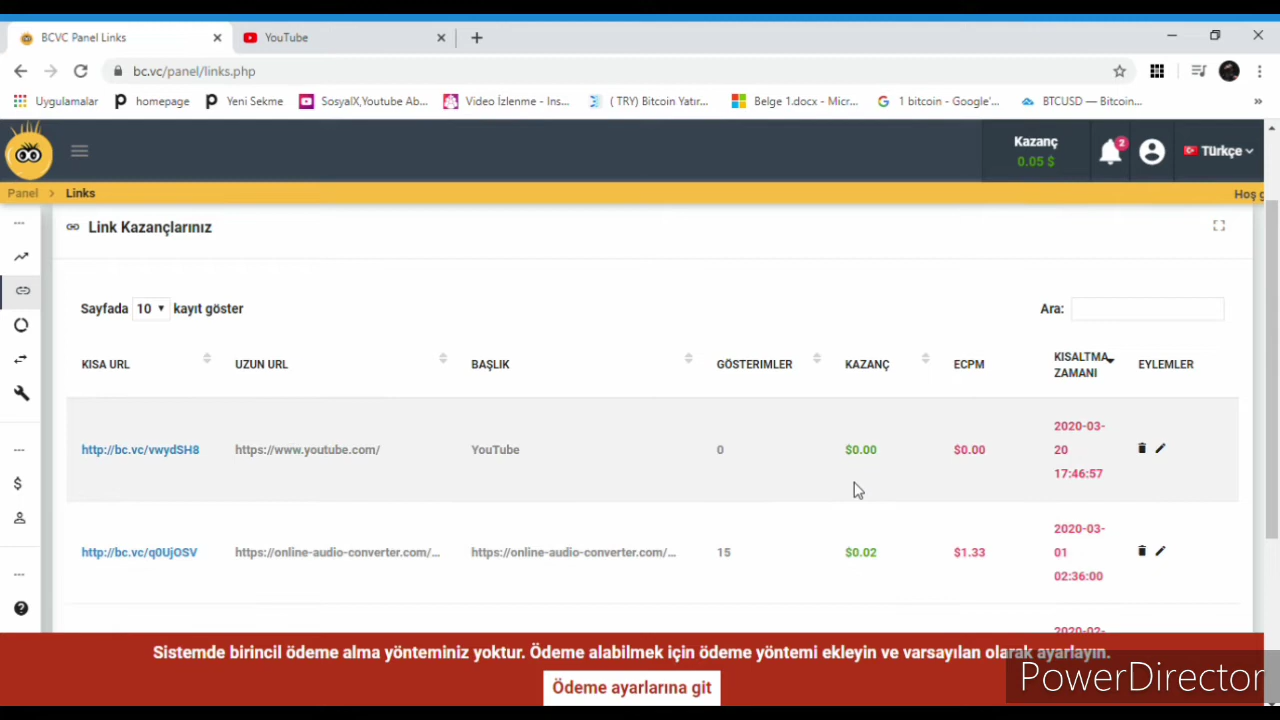 BCVC Panel Links
YouTube
bc.vc/panel/links.php
Uygulamalar
homepage
Yeni Sekme
SosyalX,Youtube Ab...
Video İzlenme - Ins...
( TRY) Bitcoin Yatır...
Belge 1.docx - Micr...
1 bitcoin - Google'...
BTCUSD — Bitcoin...
Kazanç
0.05 $
2
Türkçe
Panel > Links
Hoş g
Link Kazançlarınız
Sayfada 10 kayıt göster
Ara:
KISA URL UZUN URL BAŞLIK GÖSTERIMLER KAZANÇ ECPM KISALTMA ZAMANI EYLEMLER
http://bc.vc/vwydSH8 https://www.youtube.com/ YouTube 0 $0.00 $0.00 2020-03-20 17:46:57
http://bc.vc/q0UjOSV https://online-audio-converter.com/... https://online-audio-converter.com/... 15 $0.02 $1.33 2020-03-01 02:36:00
2020-02-
Sistemde birincil ödeme alma yönteminiz yoktur. Ödeme alabilmek için ödeme yöntemi ekleyin ve varsayılan olarak ayarlayın.
Ödeme ayarlarına git
PowerDirector